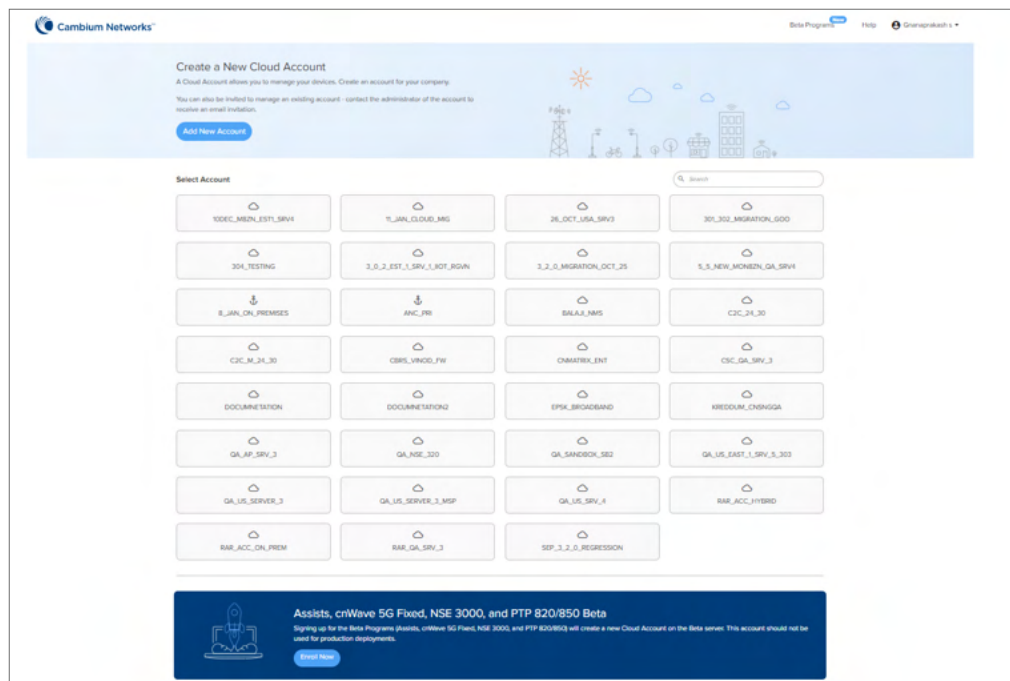 Cambium Networks™
Beta Programs New Help Gnanaprakash s
Create a New Cloud Account
A Cloud Account allows you to manage your devices. Create an account for your company.
You can also be invited to manage an existing account - contact the administrator of the account to
receive an email invitation.
Add New Account
Select Account
Search
10DEC_MBZN_EST1_SRV4 11_JAN_CLOUD_MIG 26_OCT_USA_SRV3 301_302_MIGRATION_GOO
304_TESTING 3_0_2_EST_1_SRV_1_IIOT_RGVN 3_2_0_MIGRATION_OCT_25 5_5_NEW_MONBZN_QA_SRV4
8_JAN_ON_PREMISES ANC_PRI BALAJI_NMS C2C_24_30
C2C_M_24_30 CBRS_VINOD_FW CNMATRIX_ENT CSC_QA_SRV_3
DOCUMNETATION DOCUMNETATION2 EPSK_BROADBAND KREDDUM_CNSNGQA
QA_AP_SRV_3 QA_NSE_320 QA_SANDBOX_SB2 QA_US_EAST_1_SRV_5_303
QA_US_SERVER_3 QA_US_SERVER_3_MSP QA_US_SRV_4 RAR_ACC_HYBRID
RAR_ACC_ON_PREM RAR_QA_SRV_3 SEP_3_2_0_REGRESSION
Assists, cnWave 5G Fixed, NSE 3000, and PTP 820/850 Beta
Signing up for the Beta Programs (Assists, cnWave 5G Fixed, NSE 3000, and PTP 820/850) will create a new Cloud Account on the Beta server. This account should not be
used for production deployments.
Enrol Now